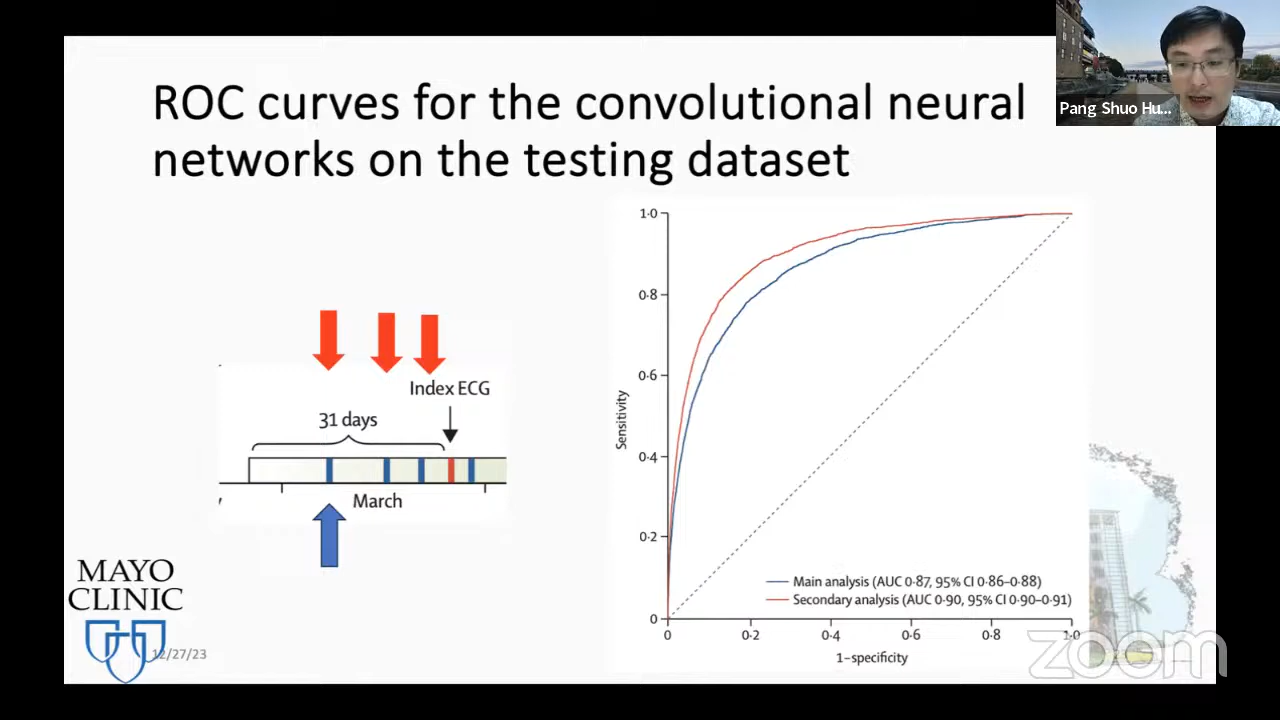 Pang Shuo Hu...
ROC curves for the convolutional neural
networks on the testing dataset
Index ECG
31 days
March
MAYO
CLINIC
12/27/23
1·0
0·8
0·6
0·4
0·2
0
Sensitivity
Main analysis (AUC 0·87, 95% CI 0·86–0·88)
Secondary analysis (AUC 0·90, 95% CI 0·90–0·91)
0
0·2
0·4
0·6
0·8
1·0
1–specificity
zoom